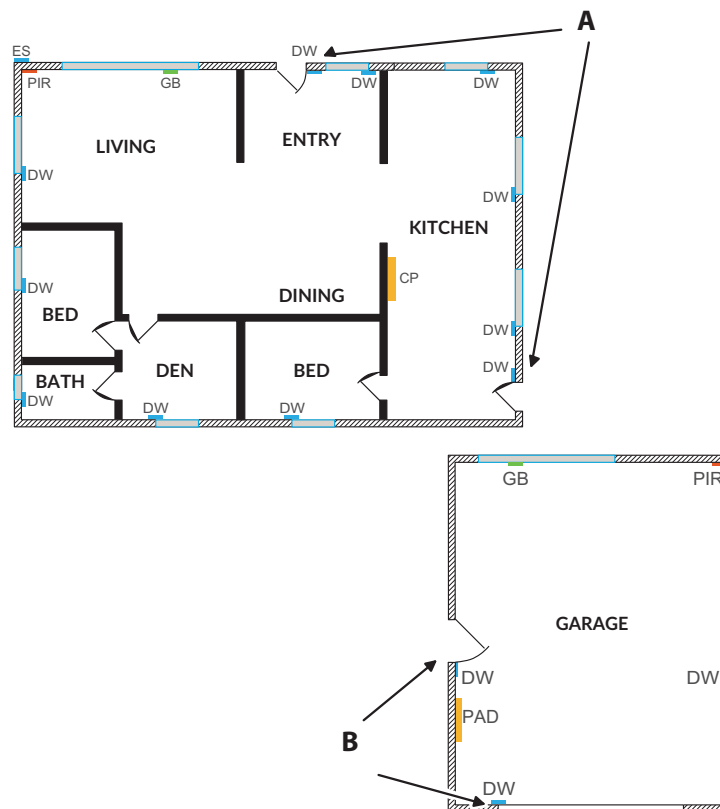 A
ES
DW
PIR
GB
DW
DW
ENTRY
LIVING
DW
DW
KITCHEN
CP
DW
DINING
BED
DW
DW
BATH
DEN
BED
DW
DW
DW
GB
PIR
GARAGE
DW
DW
PAD
B
DW